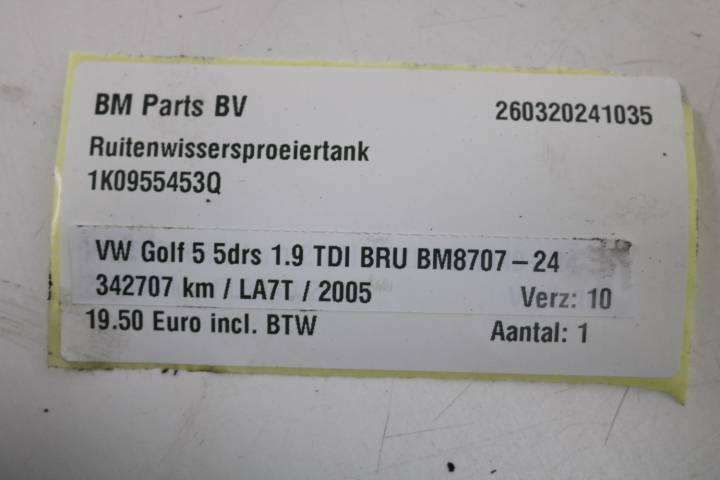 BM Parts BV 260320241035
Ruitenwissersproeiertank
1K0955453Q
VW Golf 5 5drs 1.9 TDI BRU BM8707-24
342707 km / LA7T / 2005 Verz: 10
19.50 Euro incl. BTW Aantal: 1